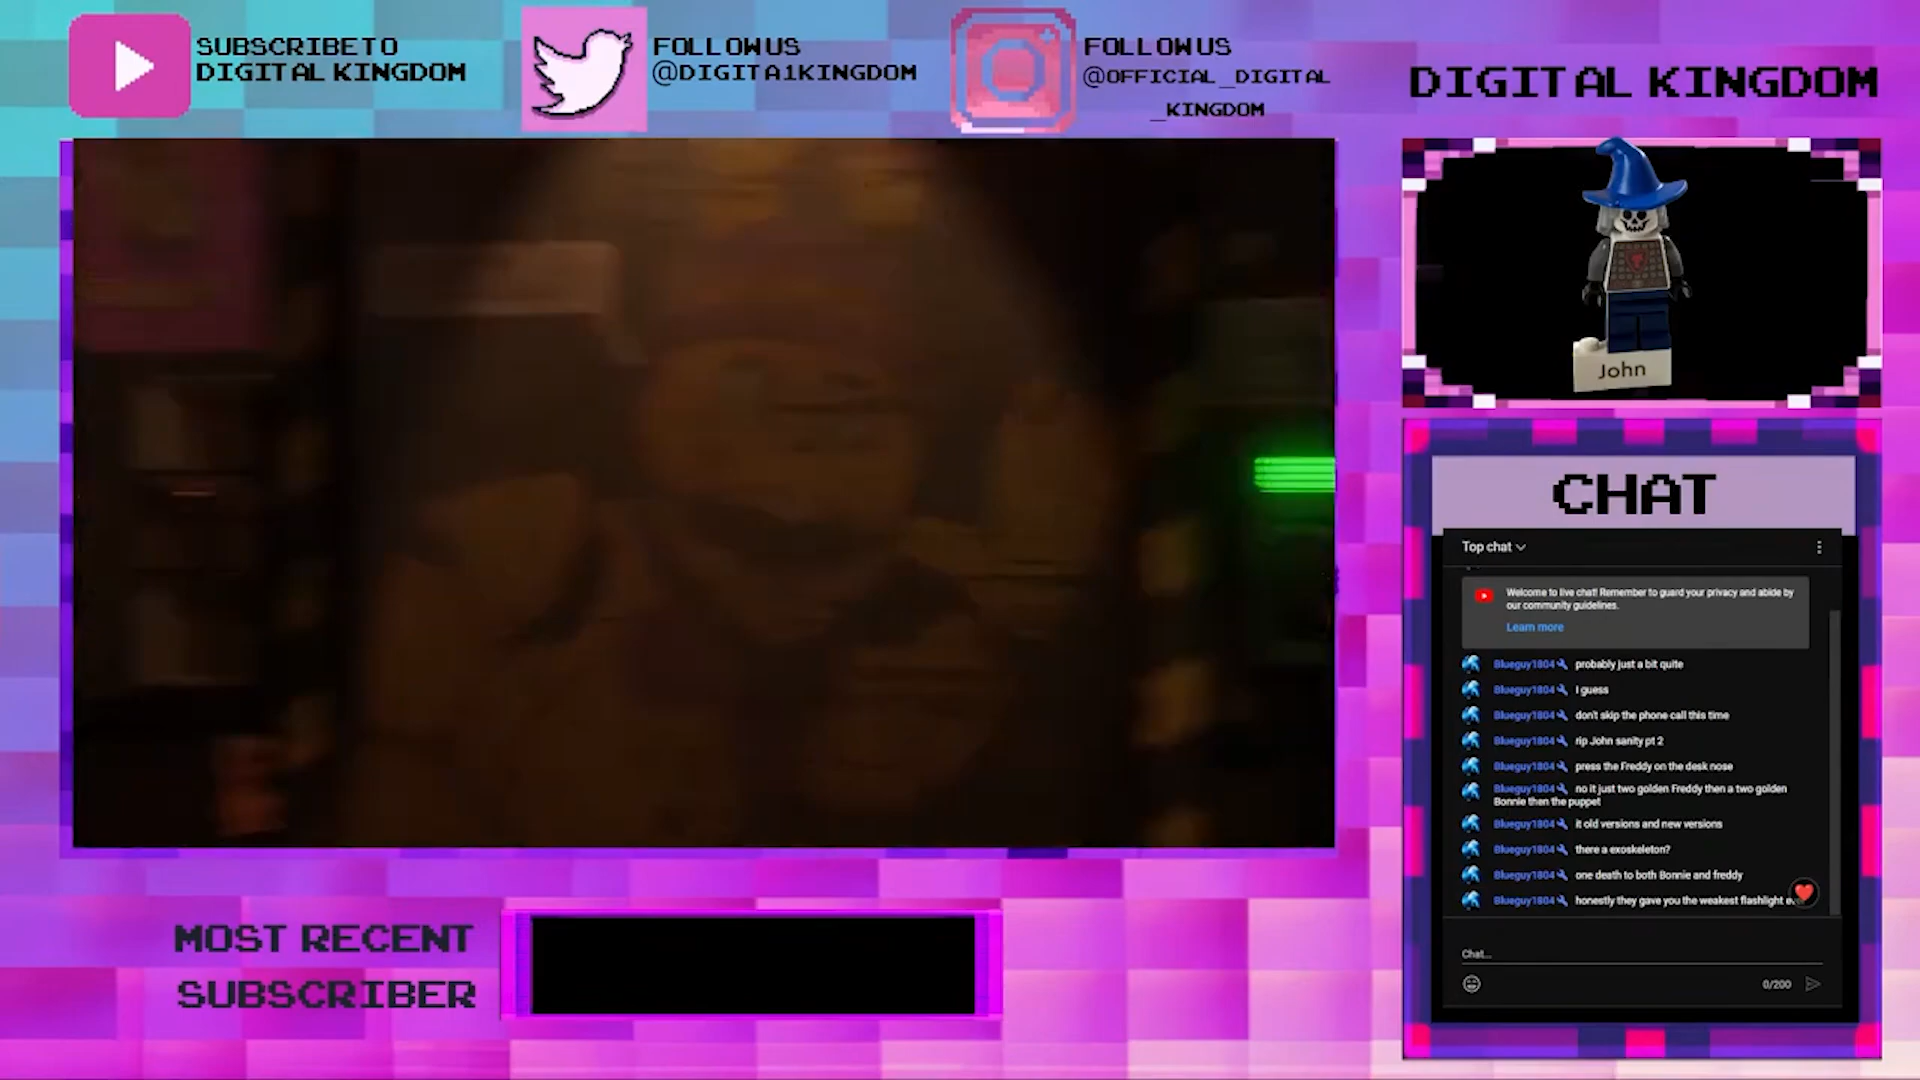 SUBSCRIBE TO
DIGITAL KINGDOM
FOLLOW US
@DIGITA1KINGDOM
FOLLOW US
@OFFICIAL_DIGITAL
_KINGDOM
DIGITAL KINGDOM
John
CHAT
Top chat
Welcome to live chat! Remember to guard your privacy and abide by
our community guidelines.
Learn more
Blueguy1804 probably just a bit quite
Blueguy1804 I guess
Blueguy1804 don't skip the phone call this time
Blueguy1804 rip John sanity pt 2
Blueguy1804 press the Freddy on the desk nose
Blueguy1804 no it just two golden Freddy then a two golden
Bonnie then the puppet
Blueguy1804 it old versions and new versions
Blueguy1804 there a exoskeleton?
Blueguy1804 one death to both Bonnie and freddy
Blueguy1804 honestly they gave you the weakest flashlight
Chat...
0/200
MOST RECENT
SUBSCRIBER